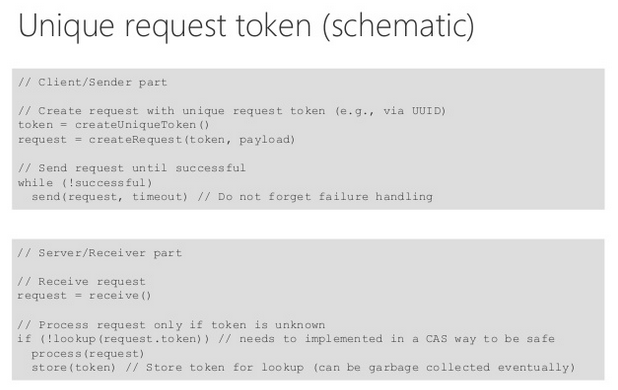 Unique request token (schematic)
// Client/Sender part
// Create request with unique request token (e.g., via UUID)
token = createUniqueToken()
request = createRequest(token, payload)
// Send request until successful
while (!successful)
send(request, timeout) // Do not forget failure handling
// Server/Receiver part
// Receive request
request = receive()
// Process request only if token is unknown
if (!lookup(request.token)) // needs to implemented in a CAS way to be safe
process(request)
store(token) // Store token for lookup (can be garbage collected eventually)